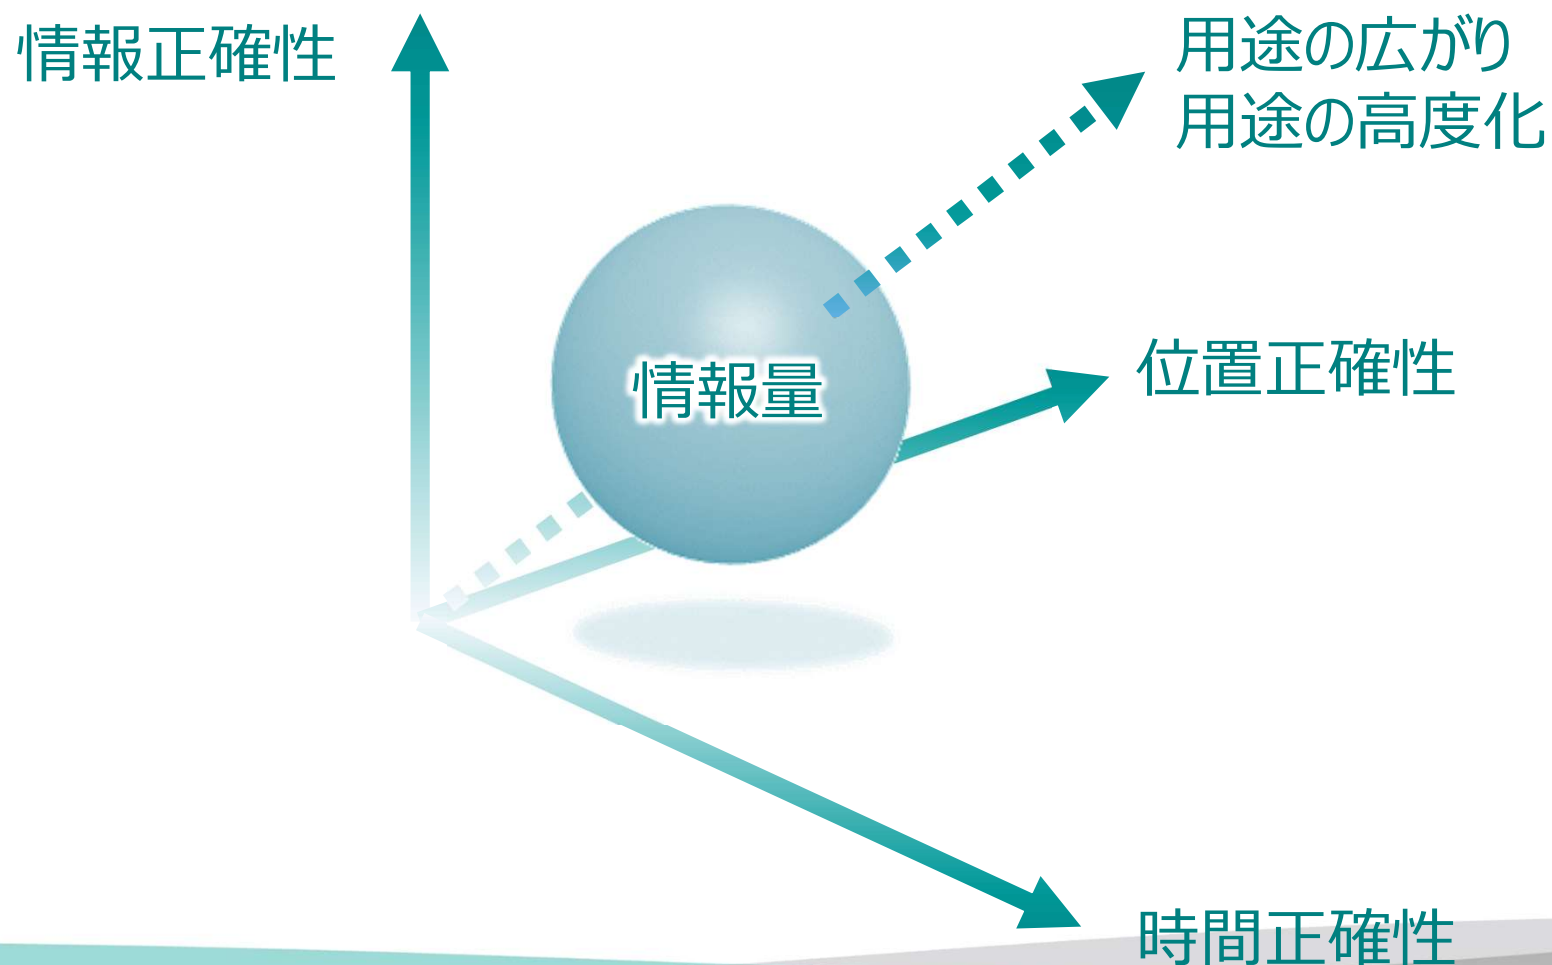 情報正確性
用途の広がり
用途の高度化
位置正確性
情報量
時間正確性